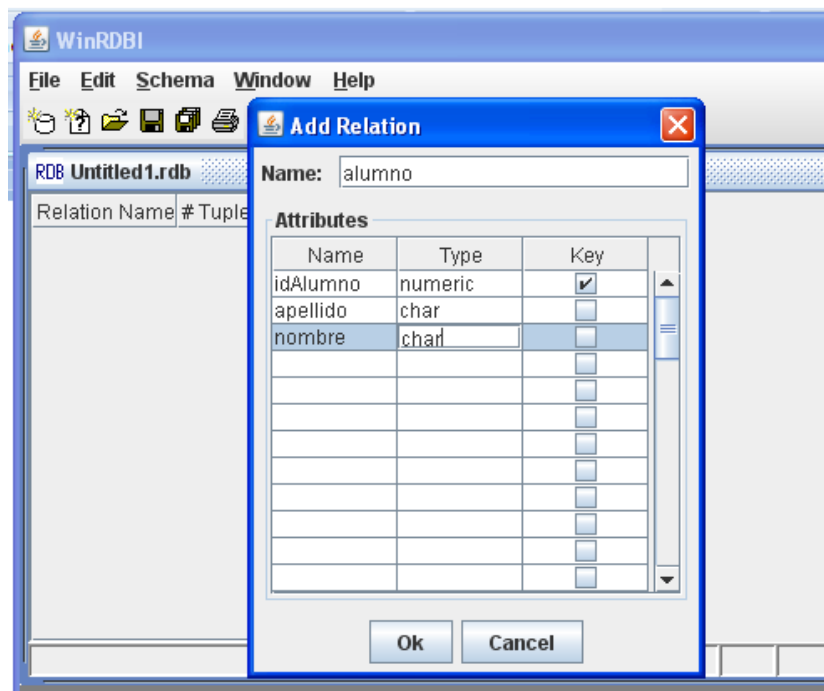 WinRDBI
File Edit Schema Window Help
Add Relation
RDB Untitled1.rdb
Name: alumno
Relation Name # Tuple
Attributes
Name Type Key
idAlumno numeric
apellido char
nombre char
Ok Cancel